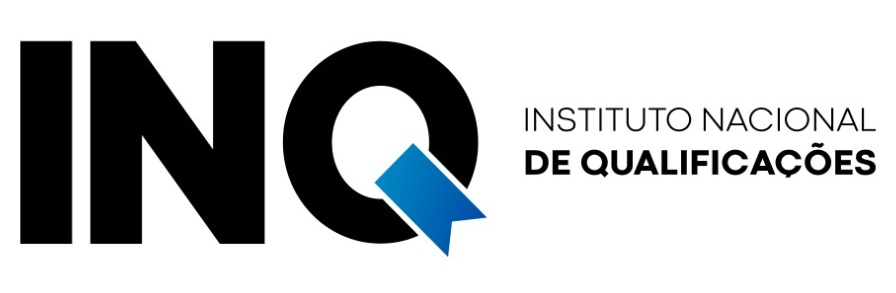 INQ
INSTITUTO NACIONAL
DE QUALIFICAÇÕES